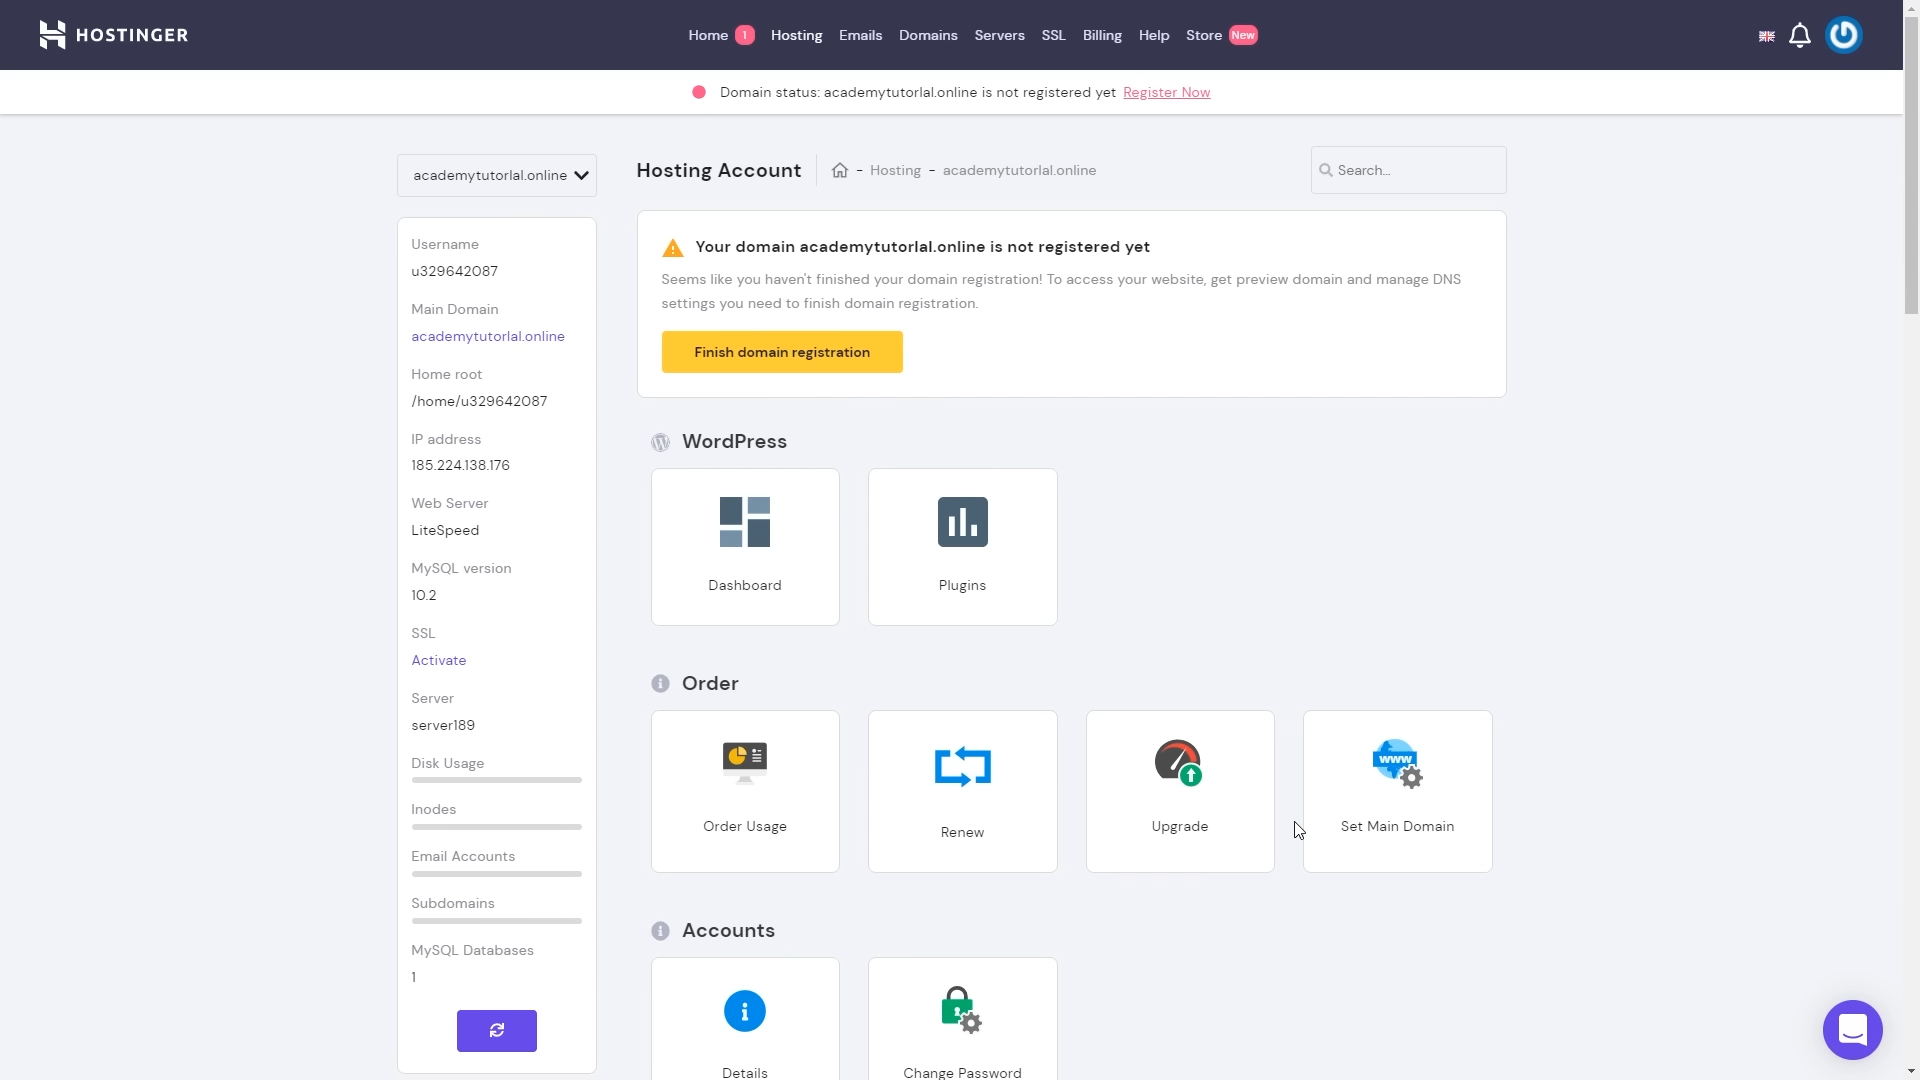 HOSTINGER
Home 1 Hosting Emails Domains Servers SSL Billing Help Store New
Domain status: academytutorlal.online is not registered yet Register Now
academytutorlal.online
Hosting Account - Hosting - academytutorlal.online
Search...
Username
u329642087
Main Domain
academytutorlal.online
Home root
/home/u329642087
IP address
185.224.138.176
Web Server
LiteSpeed
MySQL version
10.2
SSL
Activate
Server
server189
Disk Usage
Inodes
Email Accounts
Subdomains
MySQL Databases
1
Your domain academytutorlal.online is not registered yet
Seems like you haven't finished your domain registration! To access your website, get preview domain and manage DNS
settings you need to finish domain registration.
Finish domain registration
WordPress
Dashboard
Plugins
Order
Order Usage
Renew
Upgrade
www
Set Main Domain
Accounts
Details
Change Password